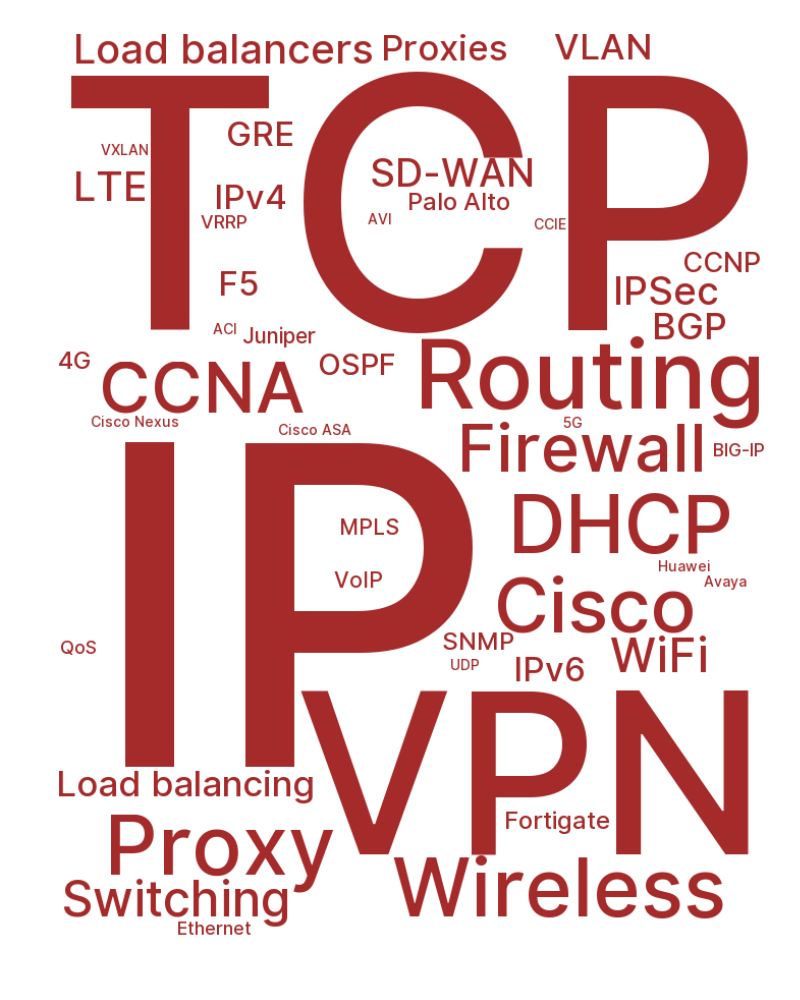 Load balancers
Proxies
VLAN
TCP
GRE
VXLAN
SD-WAN
LTE
IPv4
Palo Alto
VRRP
AVI
CCIE
CCNP
F5
IPSec
BGP
ACI
Juniper
4G
OSPF
Routing
CCNA
Cisco Nexus
Cisco ASA
5G
Firewall
BIG-IP
IP
MPLS
DHCP
VoIP
Huawei
Avaya
Cisco
QoS
SNMP
WiFi
UDP
IPv6
VPN
Load balancing
Fortigate
Proxy
Wireless
Switching
Ethernet